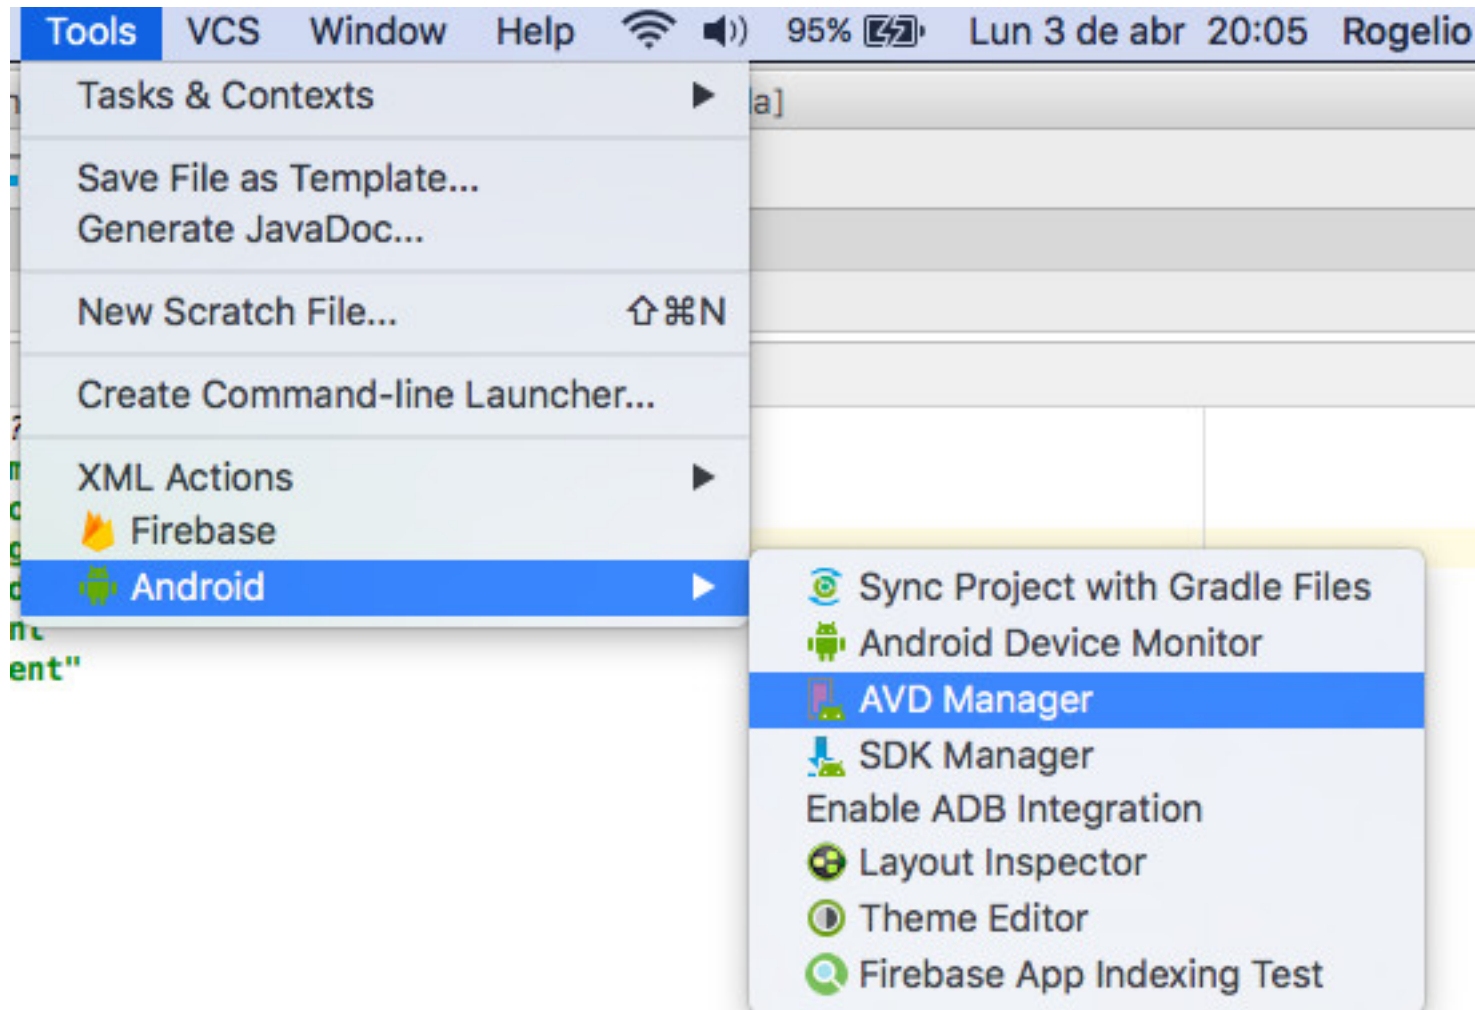 Tools VCS Window Help 95% Lun 3 de abr 20:05 Rogelio
Tasks & Contexts
a]
Save File as Template...
Generate JavaDoc...
New Scratch File... ⇧⌘N
Create Command-line Launcher...
XML Actions
Firebase
Android
Sync Project with Gradle Files
ent"
Android Device Monitor
AVD Manager
SDK Manager
Enable ADB Integration
Layout Inspector
Theme Editor
Firebase App Indexing Test